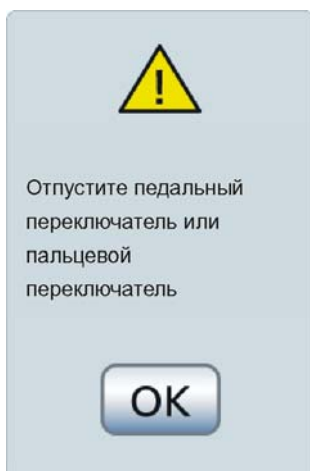 !
Отпустите педальный
переключатель или
пальцевой
переключатель
OK